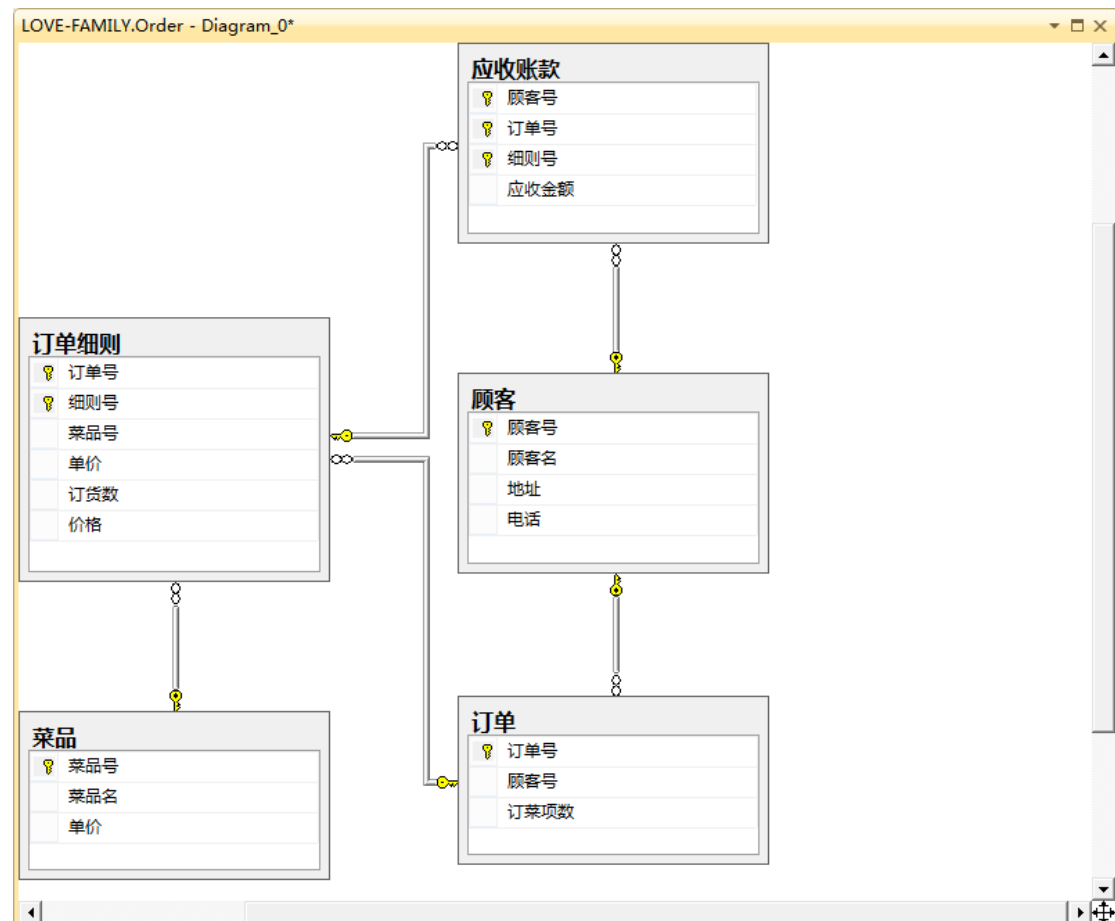 LOVE-FAMILY.Order - Diagram_0*
应收账款
顾客号
订单号
细则号
应收金额
订单细则
订单号
细则号
菜品号
单价
订货数
价格
顾客
顾客号
顾客名
地址
电话
菜品
菜品号
菜品名
单价
订单
订单号
顾客号
订菜项数